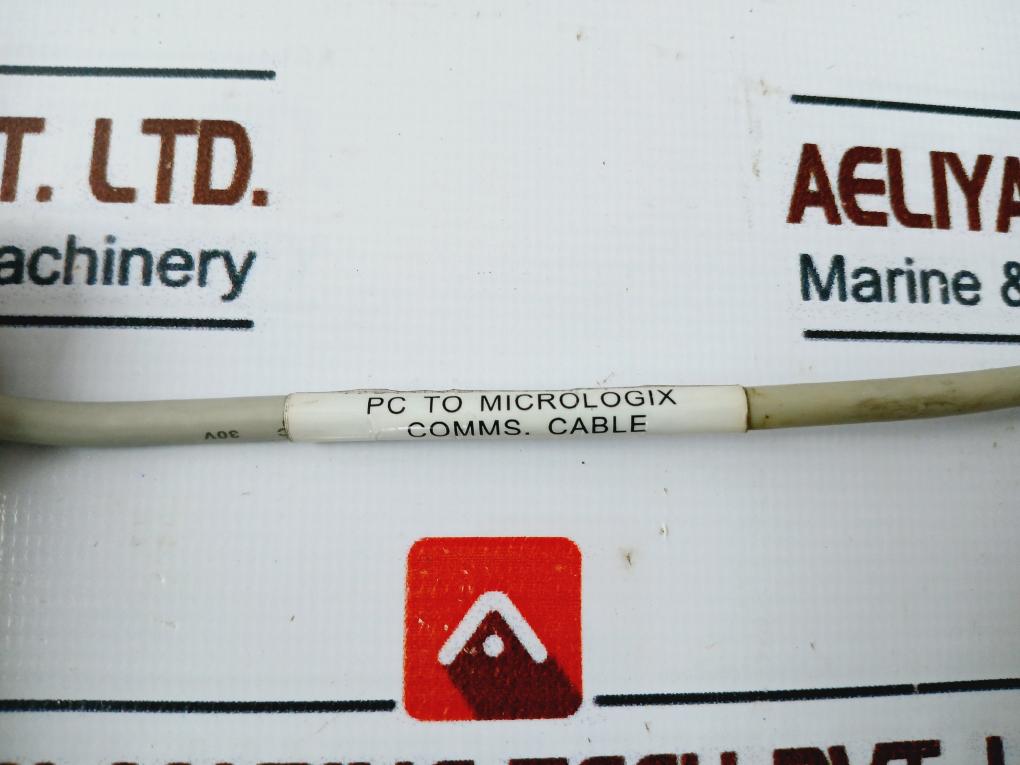 T. LTD.
achinery
AELIYA
Marine &
PC TO MICROLOGIX
COMMS. CABLE
30V